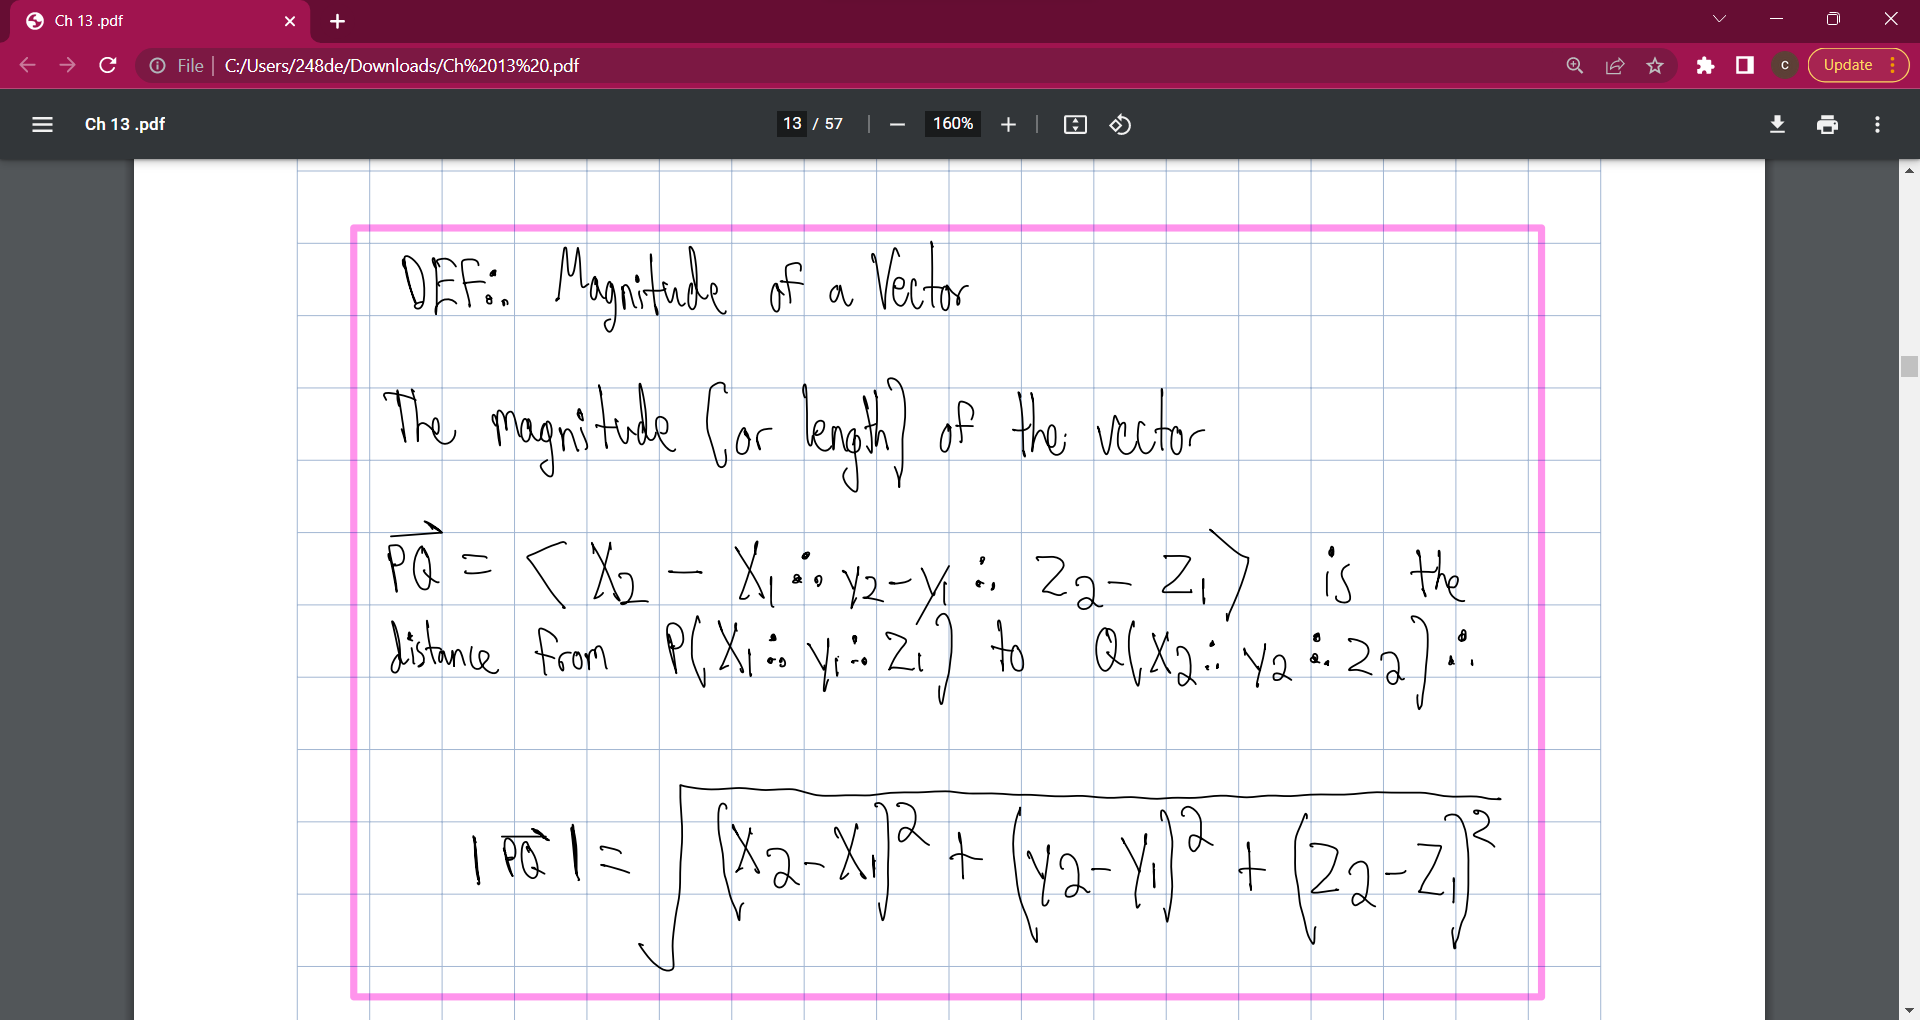 Ch 13 .pdf
File | C:/Users/248de/Downloads/Ch%2013%20.pdf
C
Update
Ch 13 .pdf
13 / 57
160%
DEF∴ Magnitude of a Vector
The magnitude (or length) of the vector
PQ⃗ = ⟨ X₂ − X₁ ∴ y₂ − y₁ ∴ Z₂ − Z₁ ⟩ is the
distance from P(X₁ ∴ y₁ ∴ Z₁) to Q(X₂ ∴ y₂ ∴ Z₂) ∴
|PQ⃗| = √((X₂−X₁)² + (y₂−y₁)² + (Z₂−Z₁)²)